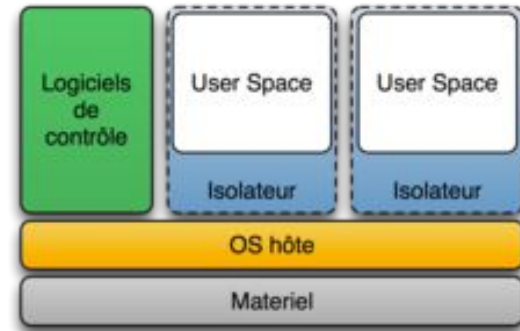 Logiciels
de
contrôle
User Space
Isolateur
User Space
Isolateur
OS hôte
Materiel